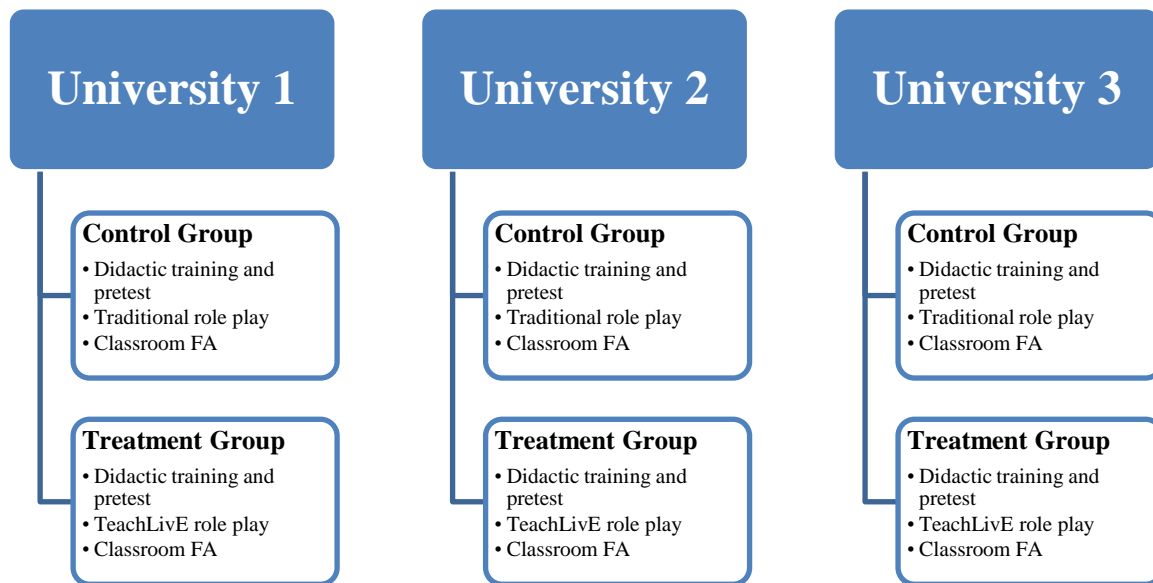 University 1
Control Group
• Didactic training and
pretest
• Traditional role play
• Classroom FA
Treatment Group
• Didactic training and
pretest
• TeachLivE role play
• Classroom FA
University 2
Control Group
• Didactic training and
pretest
• Traditional role play
• Classroom FA
Treatment Group
• Didactic training and
pretest
• TeachLivE role play
• Classroom FA
University 3
Control Group
• Didactic training and
pretest
• Traditional role play
• Classroom FA
Treatment Group
• Didactic training and
pretest
• TeachLivE role play
• Classroom FA